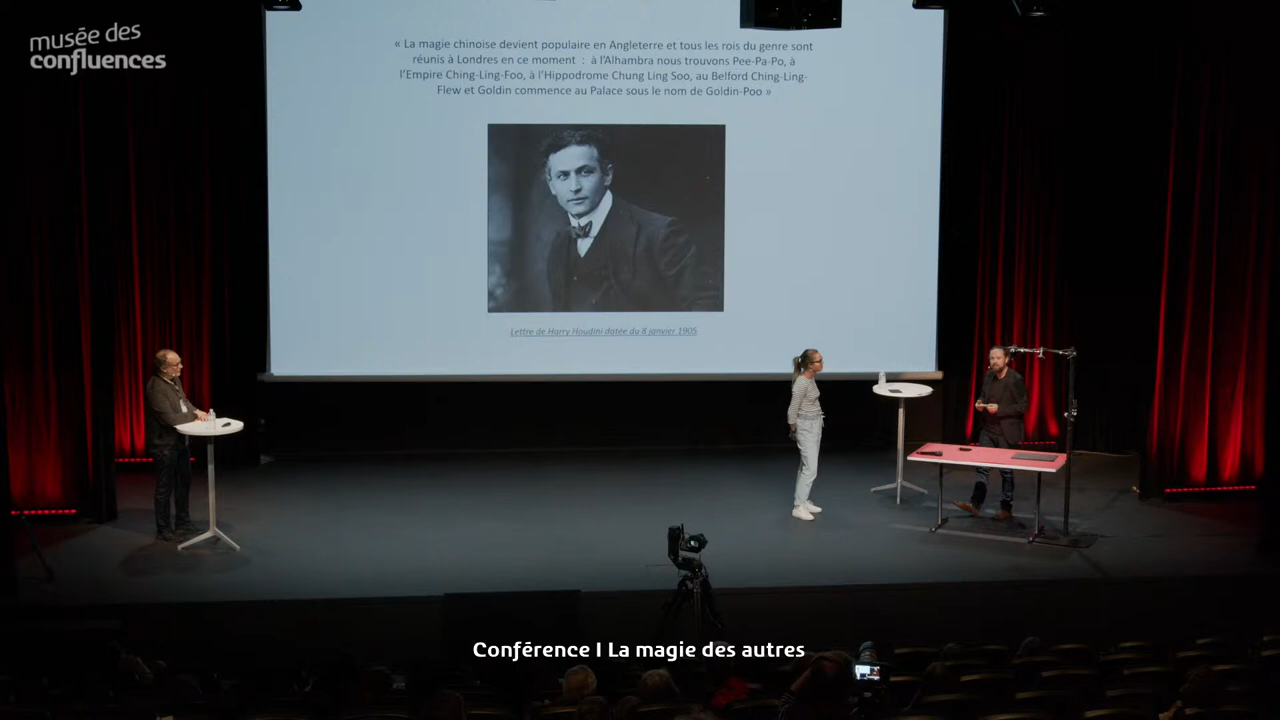 musée des
confluences
« La magie chinoise devient populaire en Angleterre et tous les rois du genre sont
réunis à Londres en ce moment : à l'Alhambra nous trouvons Pee-Pa-Po, à
l'Empire Ching-Ling-Foo, à l'Hippodrome Chung Ling Soo, au Belford Ching-Ling-
Flew et Goldin commence au Palace sous le nom de Goldin-Poo »
Lettre de Harry Houdini datée du 8 janvier 1905
Conférence I La magie des autres